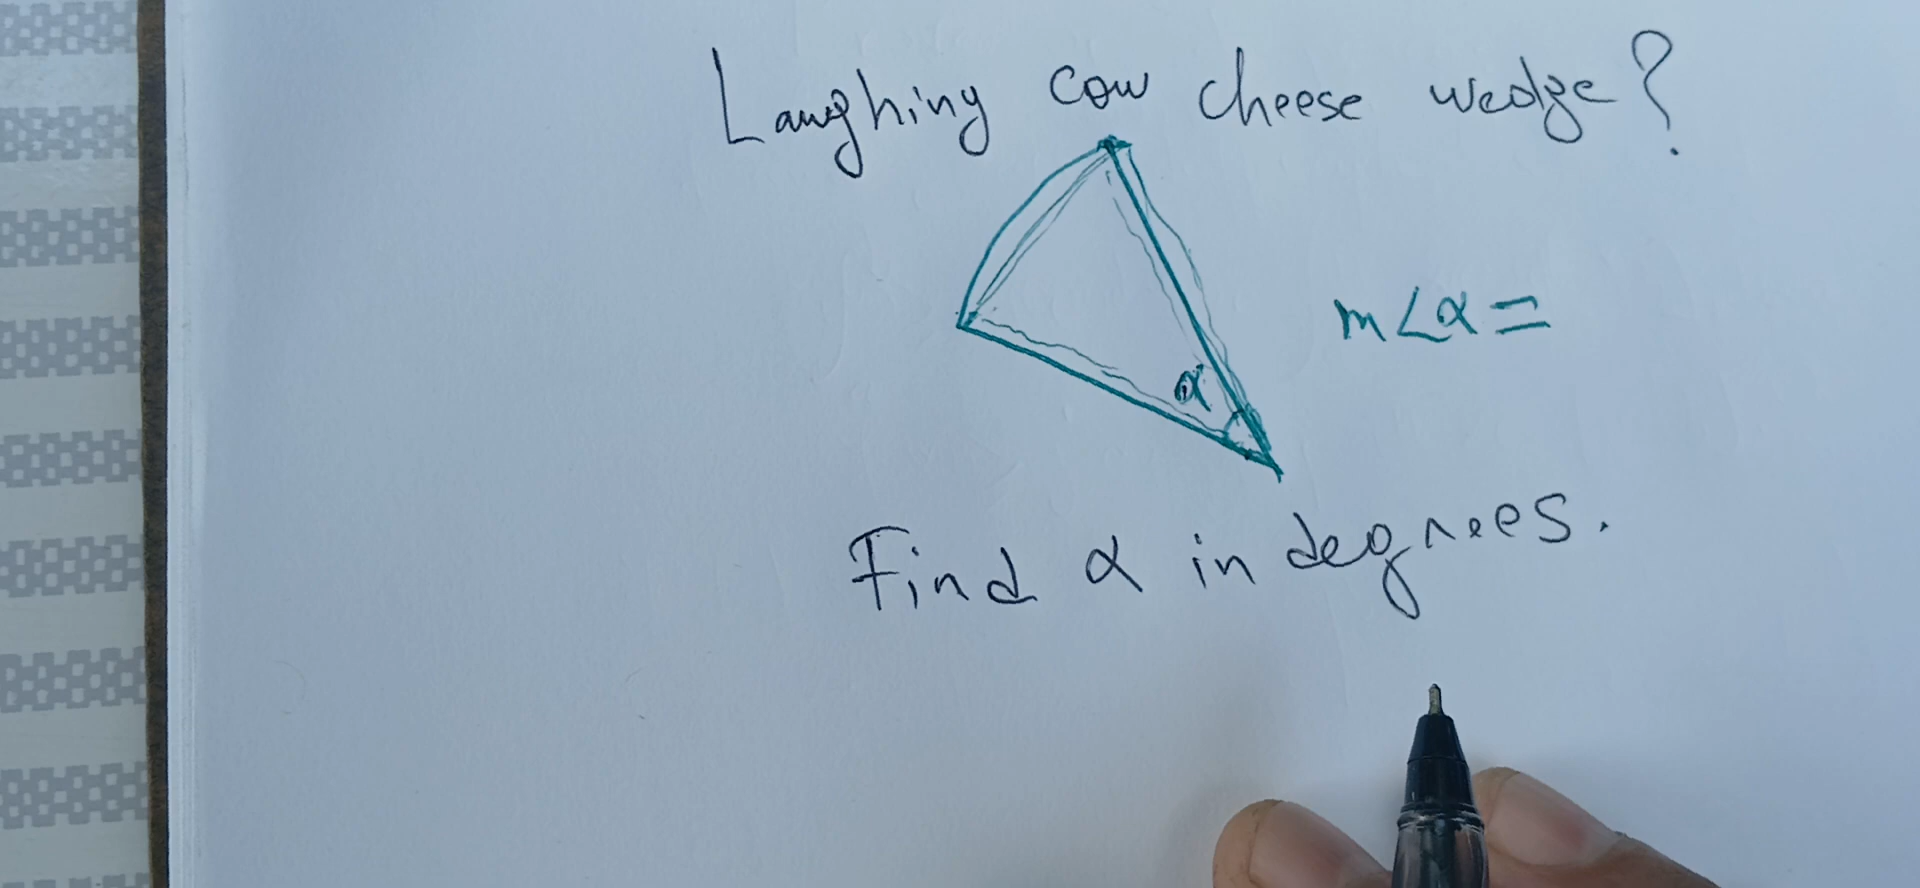 Laughing cow cheese wedge?
α
m∠α =
Find α in degrees.